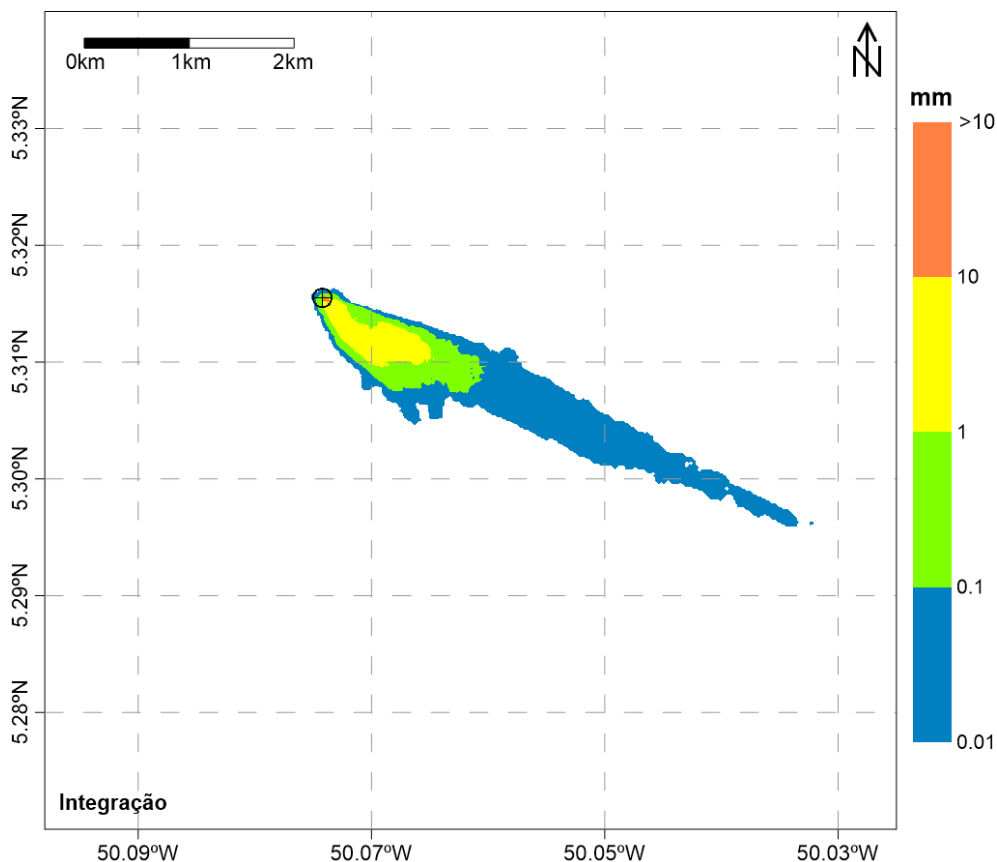 0km 1km 2km
N
mm
>10
10
1
0.1
0.01
5.33ºN
5.32ºN
5.31ºN
5.30ºN
5.29ºN
5.28ºN
Integração
50.09ºW 50.07ºW 50.05ºW 50.03ºW